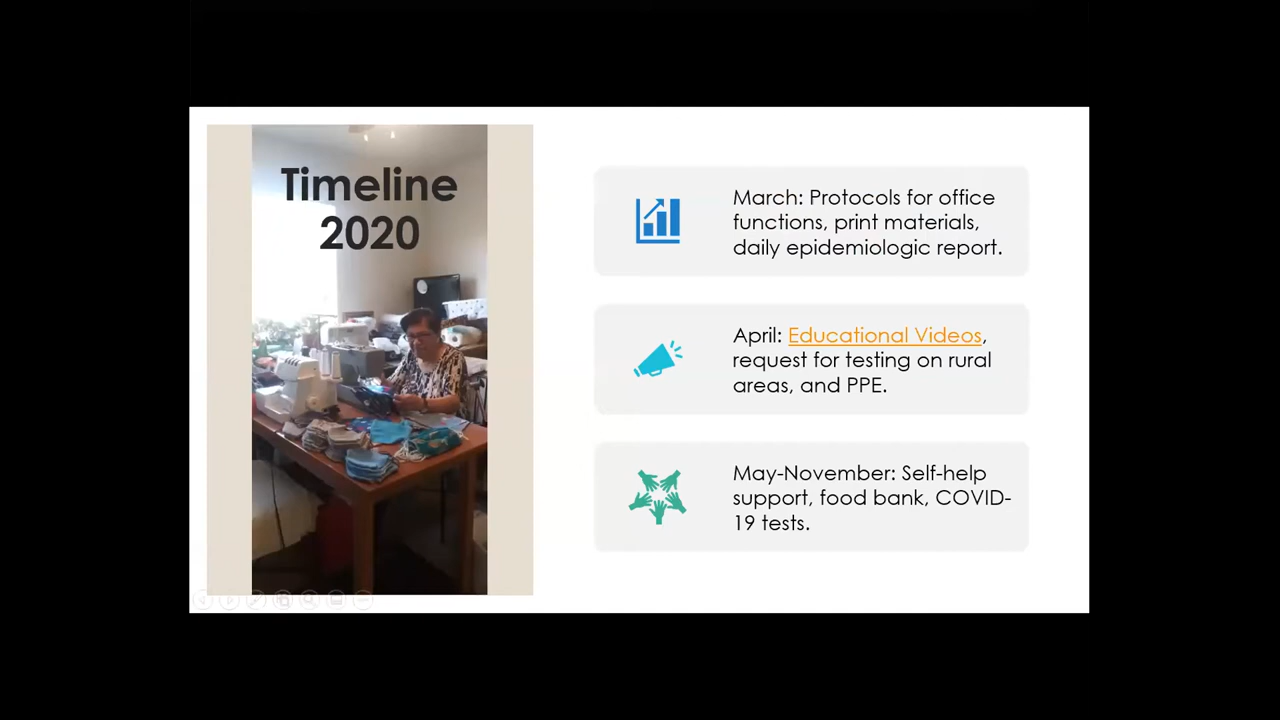 Timeline
2020
March: Protocols for office
functions, print materials,
daily epidemiologic report.
April: Educational Videos,
request for testing on rural
areas, and PPE.
May-November: Self-help
support, food bank, COVID-
19 tests.